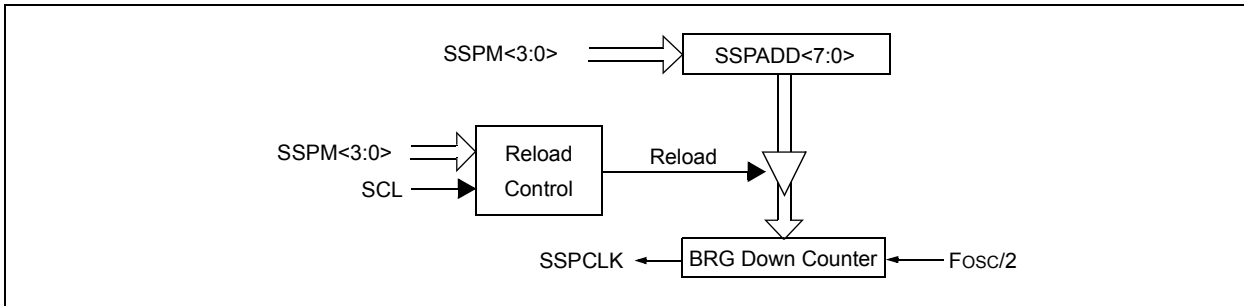 SSPM<3:0>
SSPADD<7:0>
SSPM<3:0>
SCL
Reload
Control
Reload
SSPCLK
BRG Down Counter
FOSC/2